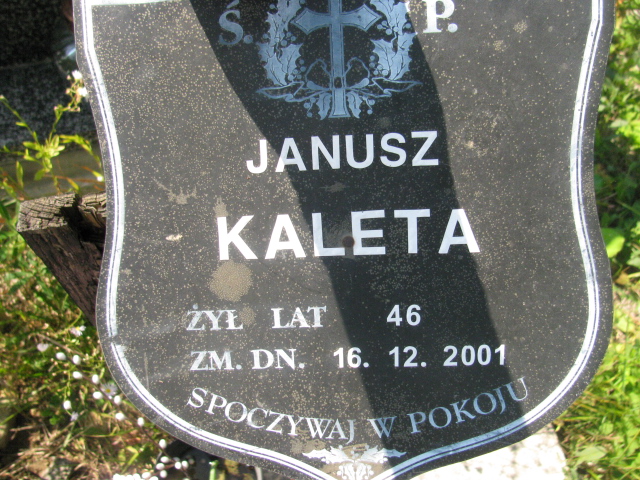 Ś. P.
JANUSZ
KALETA
ŻYŁ LAT 46
ZM. DN. 16. 12. 2001
SPOCZYWAJ W POKOJU